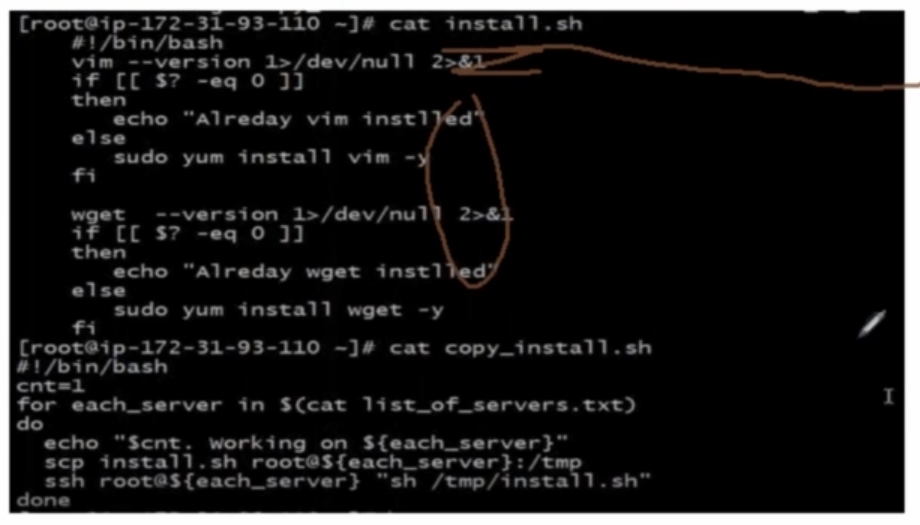 [root@ip-172-31-93-110 ~]# cat install.sh
#!/bin/bash
vim --version 1>/dev/null 2>&1
if [[ $? -eq 0 ]]
then
echo "Alreday vim instlled"
else
sudo yum install vim -y
fi
wget  --version 1>/dev/null 2>&1
if [[ $? -eq 0 ]]
then
echo "Alreday wget instlled"
else
sudo yum install wget -y
fi
[root@ip-172-31-93-110 ~]# cat copy_install.sh
#!/bin/bash
cnt=1
for each_server in $(cat list_of_servers.txt)
do
echo "$cnt. Working on ${each_server}"
scp install.sh root@${each_server}:/tmp
ssh root@${each_server} "sh /tmp/install.sh"
done